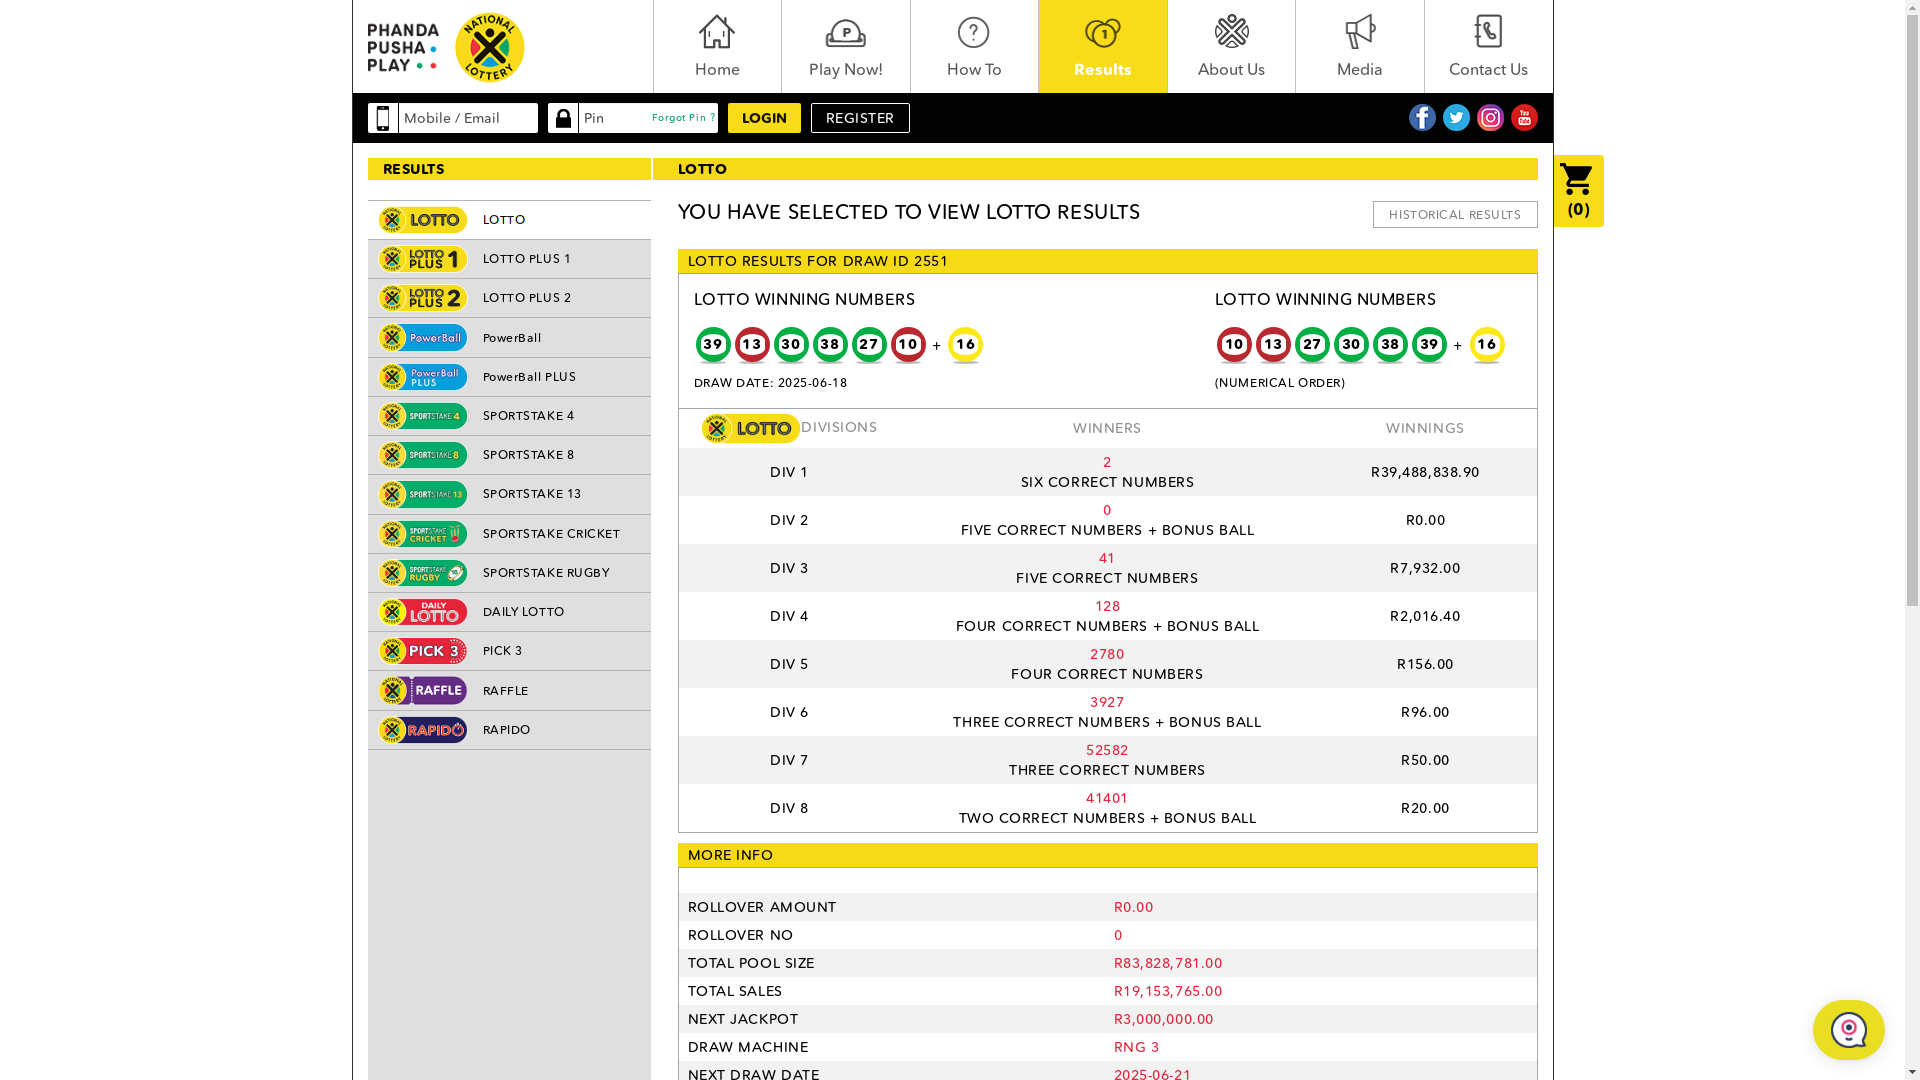 PHANDA
PUSHA
PLAY
NATIONAL
LOTTERY
Home
Play Now!
How To
Results
About Us
Media
Contact Us
Mobile / Email
Pin
Forgot Pin ?
LOGIN
REGISTER
(0)
RESULTS
LOTTO
LOTTO
LOTTO PLUS 1
LOTTO PLUS 1
LOTTO PLUS 2
LOTTO PLUS 2
PowerBall
PowerBall
PowerBall PLUS
PowerBall PLUS
SPORTSTAKE 4
SPORTSTAKE 4
SPORTSTAKE 8
SPORTSTAKE 8
SPORTSTAKE 13
SPORTSTAKE 13
SPORTSTAKE CRICKET
SPORTSTAKE CRICKET
SPORTSTAKE RUGBY
SPORTSTAKE RUGBY
DAILY LOTTO
DAILY LOTTO
PICK 3
PICK 3
RAFFLE
RAFFLE
RAPIDO
RAPIDO
LOTTO
YOU HAVE SELECTED TO VIEW LOTTO RESULTS
HISTORICAL RESULTS
LOTTO RESULTS FOR DRAW ID 2551
LOTTO WINNING NUMBERS
39 13 30 38 27 10 + 16
DRAW DATE: 2025-06-18
LOTTO WINNING NUMBERS
10 13 27 30 38 39 + 16
(NUMERICAL ORDER)
LOTTO DIVISIONS WINNERS WINNINGS
DIV 1 2 SIX CORRECT NUMBERS R39,488,838.90
DIV 2 0 FIVE CORRECT NUMBERS + BONUS BALL R0.00
DIV 3 41 FIVE CORRECT NUMBERS R7,932.00
DIV 4 128 FOUR CORRECT NUMBERS + BONUS BALL R2,016.40
DIV 5 2780 FOUR CORRECT NUMBERS R156.00
DIV 6 3927 THREE CORRECT NUMBERS + BONUS BALL R96.00
DIV 7 52582 THREE CORRECT NUMBERS R50.00
DIV 8 41401 TWO CORRECT NUMBERS + BONUS BALL R20.00
MORE INFO
ROLLOVER AMOUNT R0.00
ROLLOVER NO 0
TOTAL POOL SIZE R83,828,781.00
TOTAL SALES R19,153,765.00
NEXT JACKPOT R3,000,000.00
DRAW MACHINE RNG 3
NEXT DRAW DATE 2025-06-21